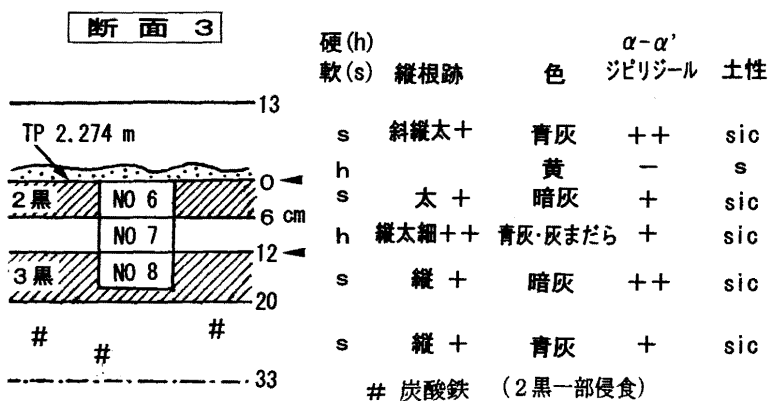 断面 3
硬(h) α-α'
軟(s) 縦根跡 色 ジピリジール 土性
13
TP 2.274 m s 斜縦太+ 青灰 ++ sic
h 黄 − s
0
2黒 NO 6 s 太 + 暗灰 + sic
6 cm
NO 7 h 縦太細++ 青灰・灰まだら + sic
12
3黒 NO 8 s 縦 + 暗灰 ++ sic
20
# # # s 縦 + 青灰 + sic
33
# 炭酸鉄 (2黒一部侵食)